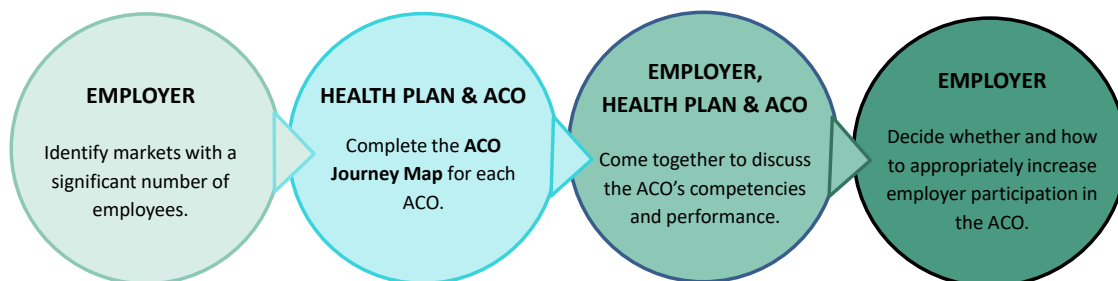 EMPLOYER
Identify markets with a
significant number of
employees.
HEALTH PLAN & ACO
Complete the ACO
Journey Map for each
ACO.
EMPLOYER,
HEALTH PLAN & ACO
Come together to discuss
the ACO’s competencies
and performance.
EMPLOYER
Decide whether and how
to appropriately increase
employer participation in
the ACO.